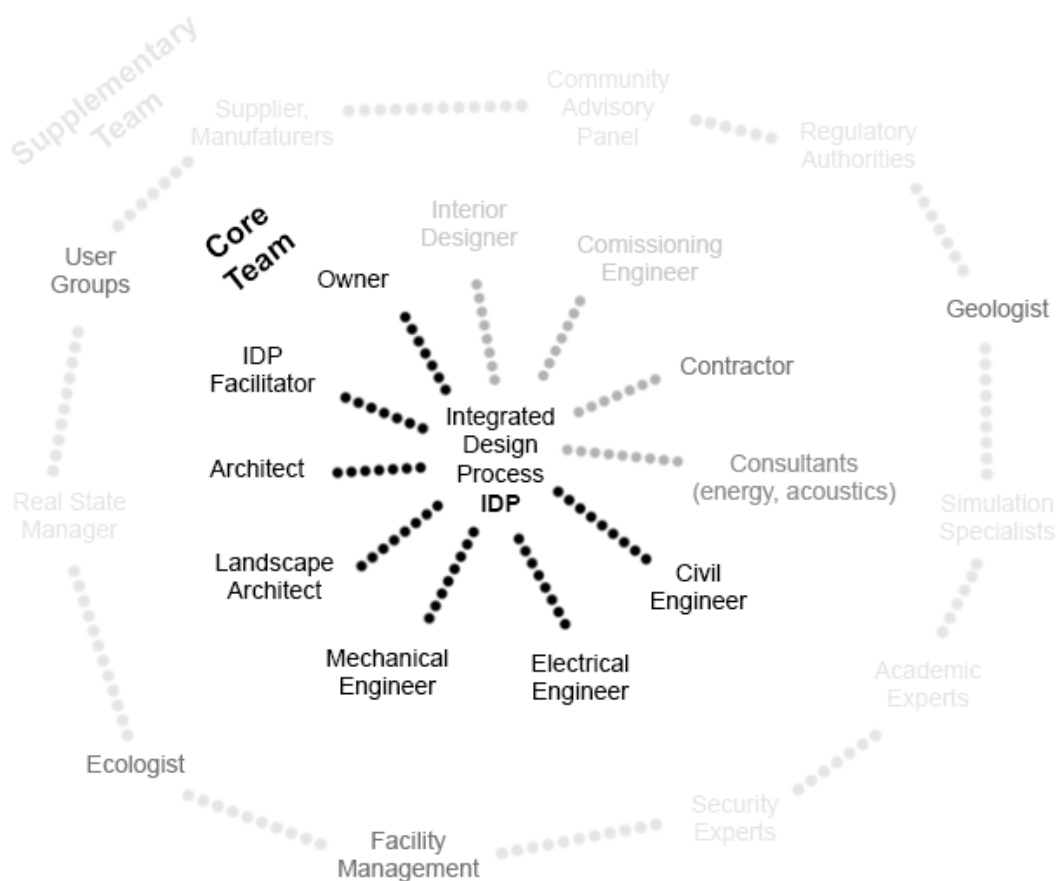 Supplementary
Team
Supplier,
Manufaturers
Community
Advisory
Panel
Regulatory
Authorities
Core
Team
Interior
Designer
Comissioning
Engineer
User
Groups
Owner
Geologist
IDP
Facilitator
Contractor
Integrated
Design
Process
IDP
Architect
Consultants
(energy, acoustics)
Real State
Manager
Simulation
Specialists
Landscape
Architect
Civil
Engineer
Mechanical
Engineer
Electrical
Engineer
Academic
Experts
Ecologist
Security
Experts
Facility
Management